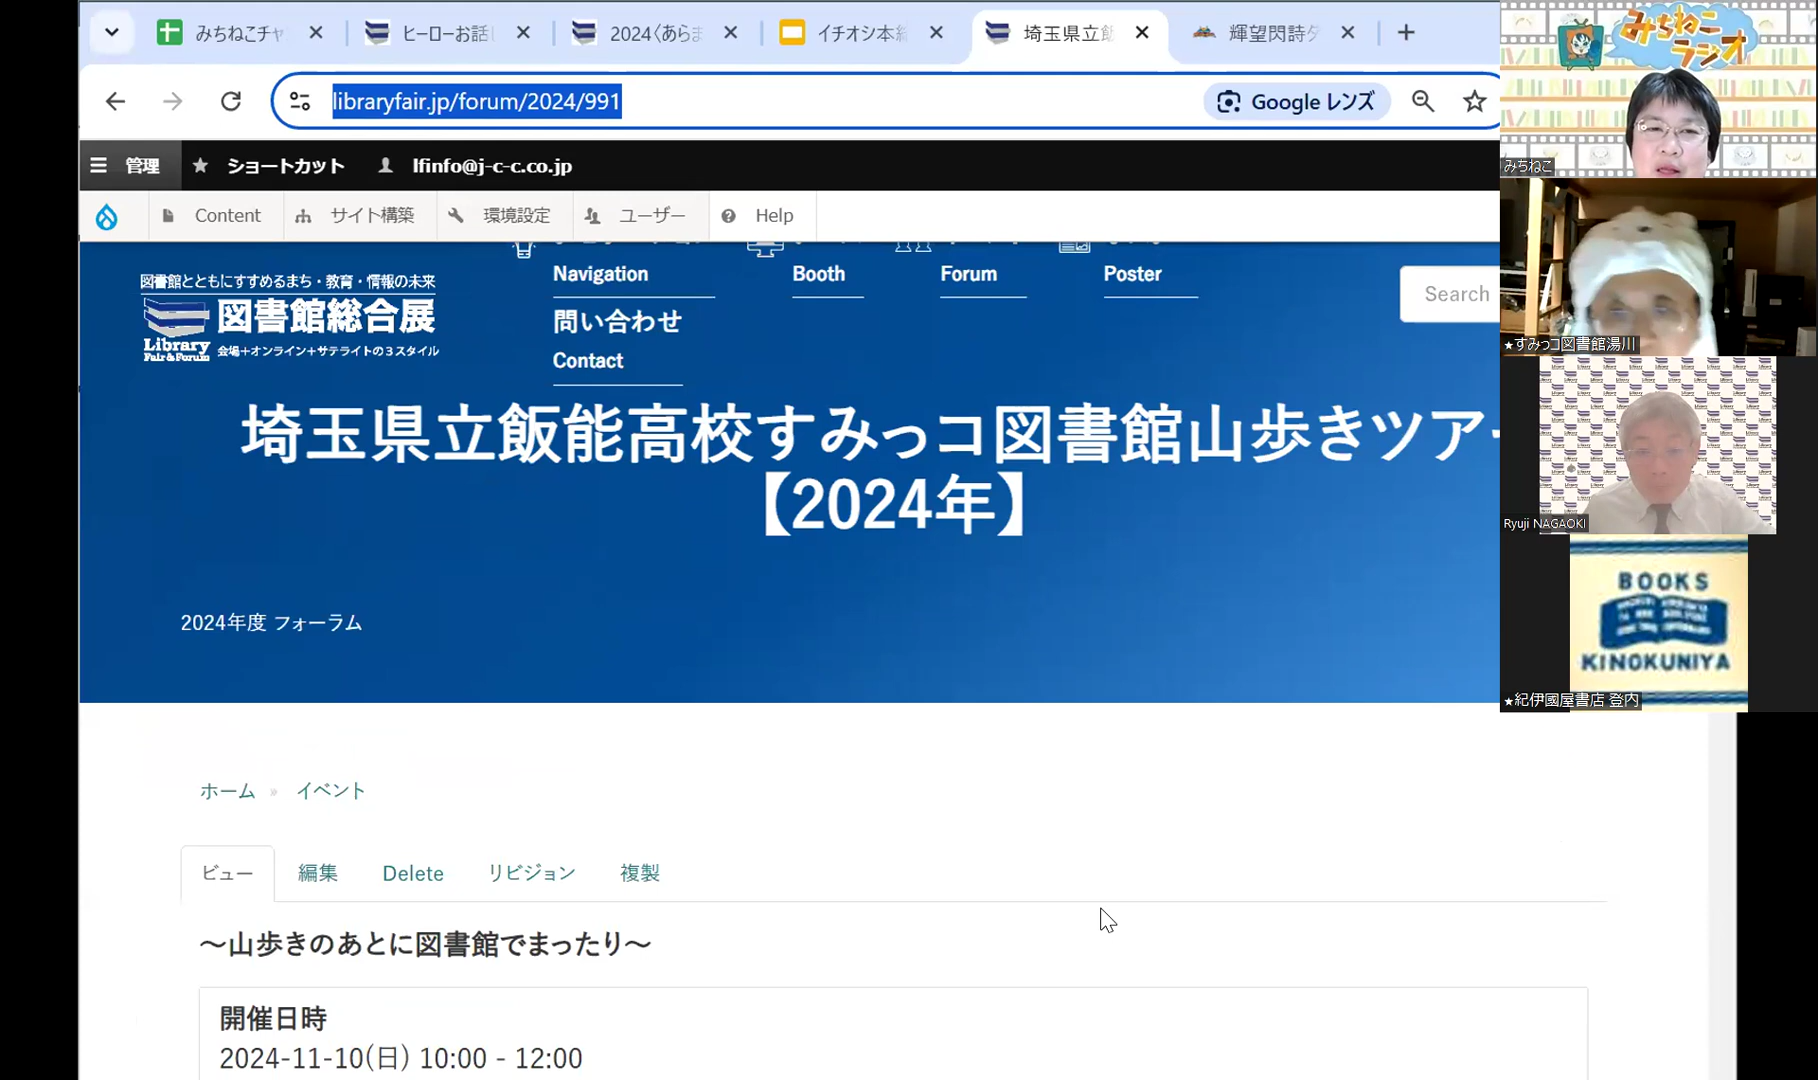 みちねこチャ
ヒーローお話し
2024〈あらま
イチオシ本紹
埼玉県立飯
輝望閃詩タ
libraryfair.jp/forum/2024/991
Google レンズ
管理
ショートカット
lfinfo@j-c-c.co.jp
Content
サイト構築
環境設定
ユーザー
Help
図書館とともにすすめるまち・教育・情報の未来
図書館総合展
Library
Fair&Forum
会場+オンライン+サテライトの3スタイル
Navigation
Booth
Forum
Poster
Search
問い合わせ
Contact
埼玉県立飯能高校すみっコ図書館山歩きツアー
【2024年】
2024年度 フォーラム
ホーム » イベント
ビュー
編集
Delete
リビジョン
複製
～山歩きのあとに図書館でまったり～
開催日時
2024-11-10(日) 10:00 - 12:00
みちねこ
ラジオ
みちねこ
★すみっコ図書館湯川
Ryuji NAGAOKI
BOOKS
KINOKUNIYA
★紀伊國屋書店 登内